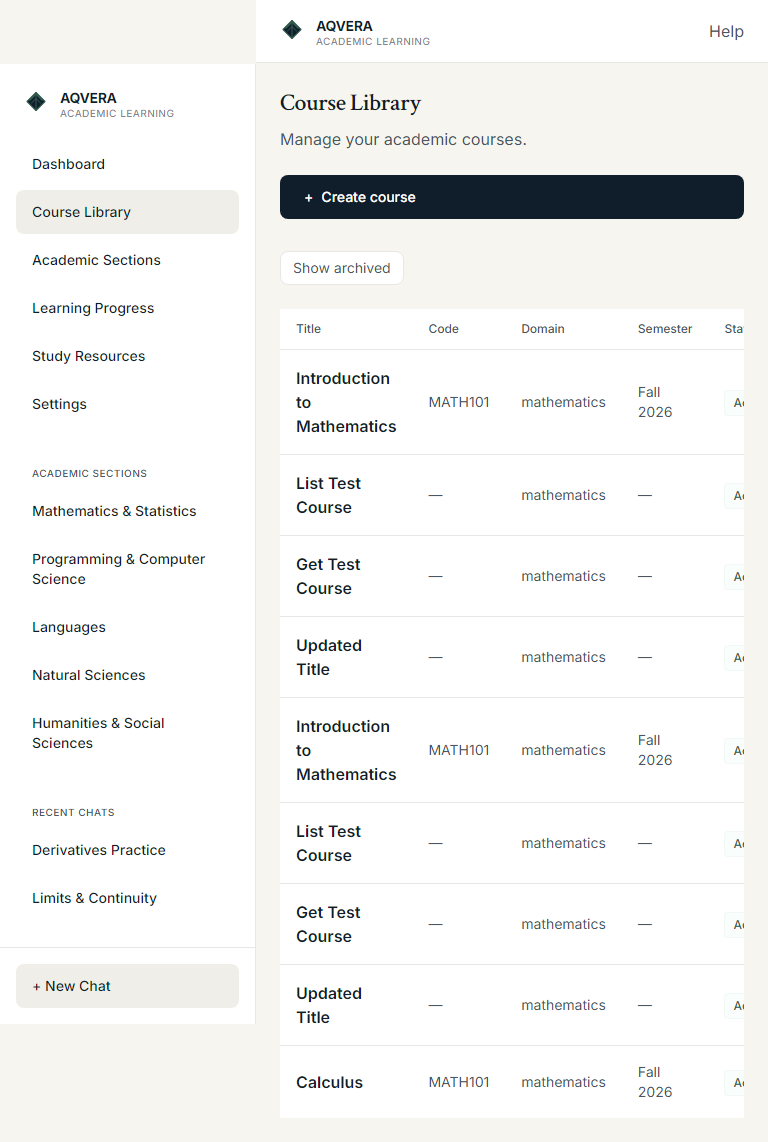 AQVERA
ACADEMIC LEARNING
Help
AQVERA
ACADEMIC LEARNING
Dashboard
Course Library
Academic Sections
Learning Progress
Study Resources
Settings
ACADEMIC SECTIONS
Mathematics & Statistics
Programming & Computer
Science
Languages
Natural Sciences
Humanities & Social
Sciences
RECENT CHATS
Derivatives Practice
Limits & Continuity
+ New Chat
Course Library
Manage your academic courses.
+ Create course
Show archived
Title Code Domain Semester
Introduction
to
Mathematics
MATH101 mathematics
Fall
2026
List Test
Course
— mathematics —
Get Test
Course
— mathematics —
Updated
Title
— mathematics —
Introduction
to
Mathematics
MATH101 mathematics
Fall
2026
List Test
Course
— mathematics —
Get Test
Course
— mathematics —
Updated
Title
— mathematics —
Calculus MATH101 mathematics
Fall
2026